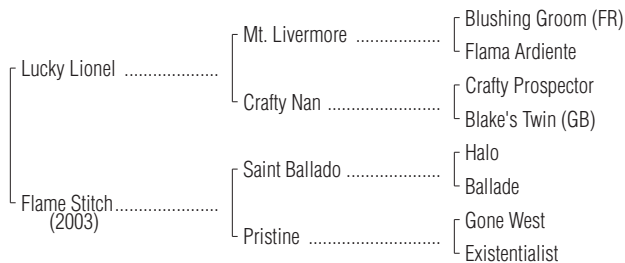 Blushing Groom (FR)
Mt. Livermore ....................
Flama Ardiente
Lucky Lionel ......................
Crafty Prospector
Crafty Nan ..........................
Blake's Twin (GB)
Halo
Saint Ballado ......................
Ballade
Flame Stitch ........................
(2003)
Gone West
Pristine ...............................
Existentialist